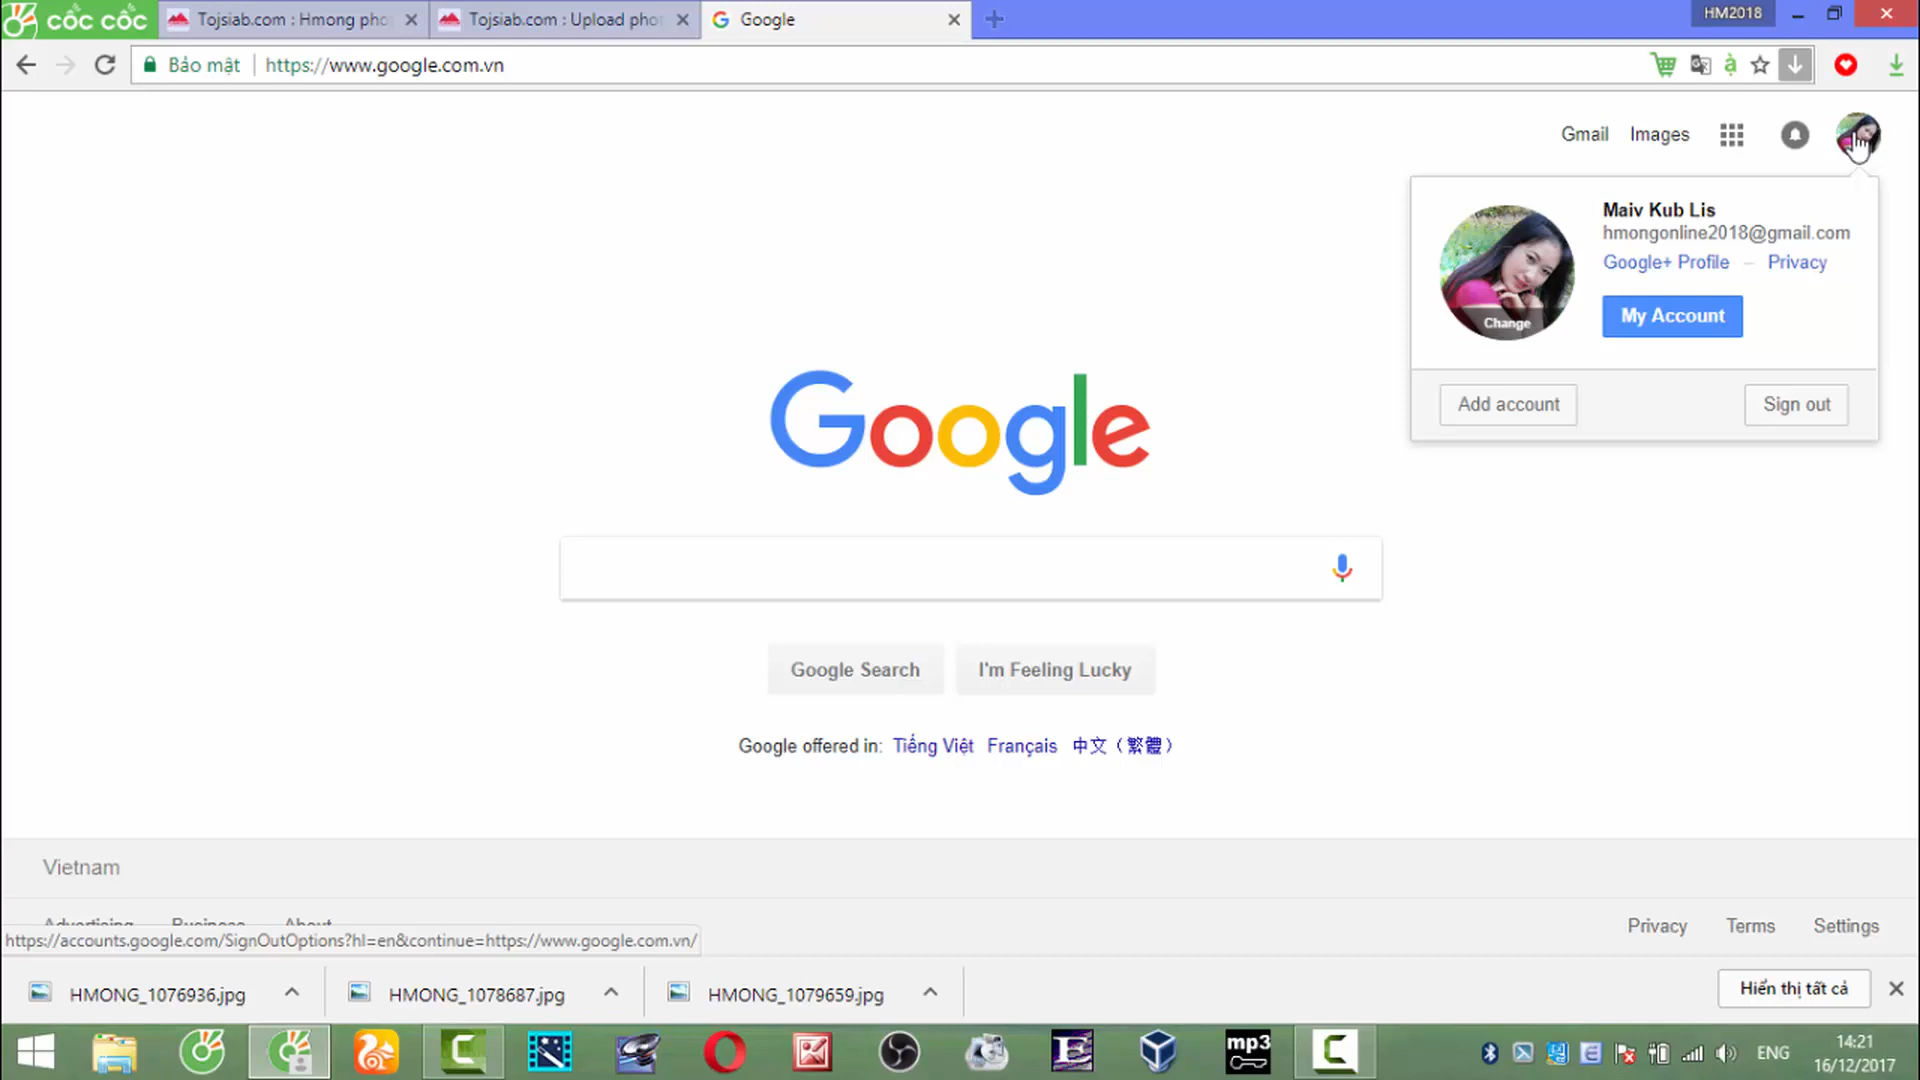 cốc cốc
Tojsiab.com : Hmong pho
Tojsiab.com : Upload pho
Google
HM2018
Bảo mật
https://www.google.com.vn
Gmail
Images
Maiv Kub Lis
hmongonline2018@gmail.com
Google+ Profile – Privacy
Change
My Account
Add account
Sign out
Google
Google Search
I'm Feeling Lucky
Google offered in: Tiếng Việt Français 中文 (繁體)
Vietnam
Advertising Business About
Privacy Terms Settings
https://accounts.google.com/SignOutOptions?hl=en&continue=https://www.google.com.vn/
HMONG_1076936.jpg
HMONG_1078687.jpg
HMONG_1079659.jpg
Hiển thị tất cả
mp3
ENG
14:21
16/12/2017